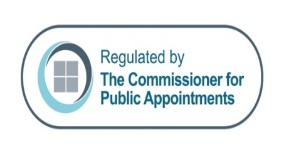 Regulated by
The Commissioner for
Public Appointments